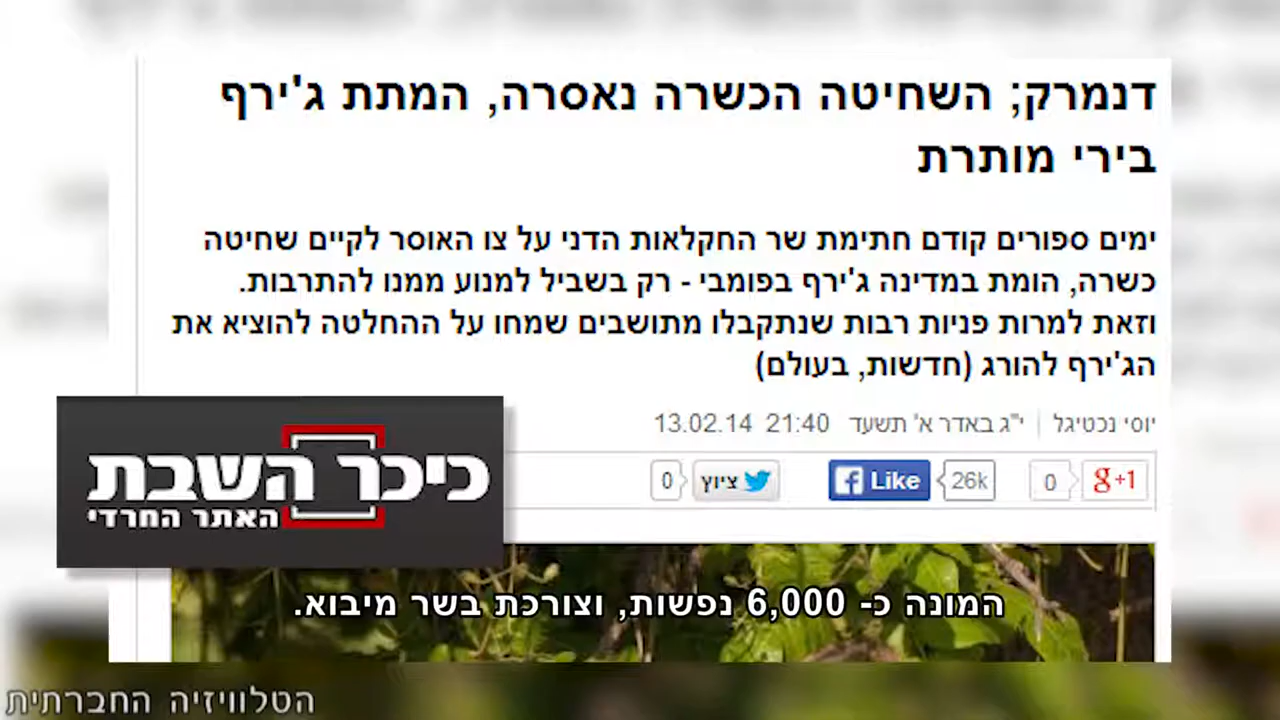 דנמרק; השחיטה הכשרה נאסרה, המתת ג'ירף
בירי מותרת
ימים ספורים קודם חתימת שר החקלאות הדני על צו האוסר לקיים שחיטה
כשרה, הומת במדינה ג'ירף בפומבי - רק בשביל למנוע ממנו להתרבות.
וזאת למרות פניות רבות שנתקבלו מתושבים שמחו על ההחלטה להוציא את
הג'ירף להורג (חדשות, בעולם)
יוסי נכטיגל | י"ג באדר א' תשעד 21:40 13.02.14
g+1 0 Like 26k ציוץ 0
כיכר השבת
האתר החרדי
המונה כ- 6,000 נפשות, וצורכת בשר מיבוא.
הטלוויזיה החברתית